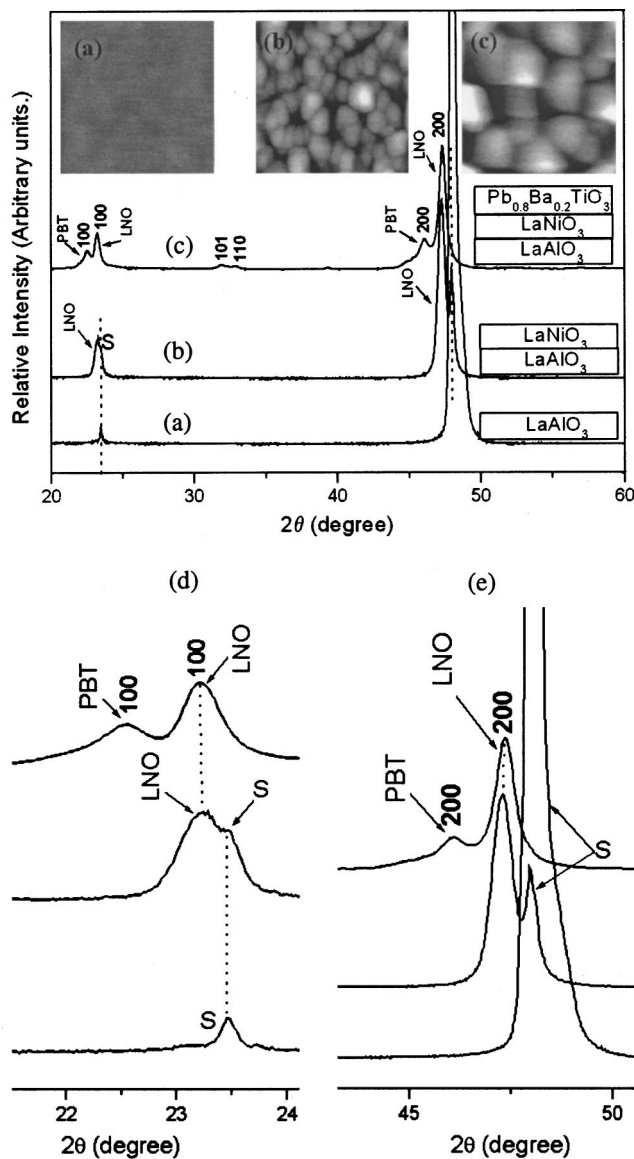 Relative Intensity (Arbitrary units.)
(a)
(b)
(c)
200
LNO
PBT
100
100
LNO
(c)
101
110
PBT
200
LNO
Pb0.8Ba0.2TiO3
LaNiO3
LaAlO3
LNO
S
(b)
LaNiO3
LaAlO3
(a)
LaAlO3
20 30 40 50 60
2θ (degree)
(d)
PBT
100
100
LNO
LNO
S
S
22 23 24
2θ (degree)
(e)
LNO
200
PBT
200
S
45 50
2θ (degree)